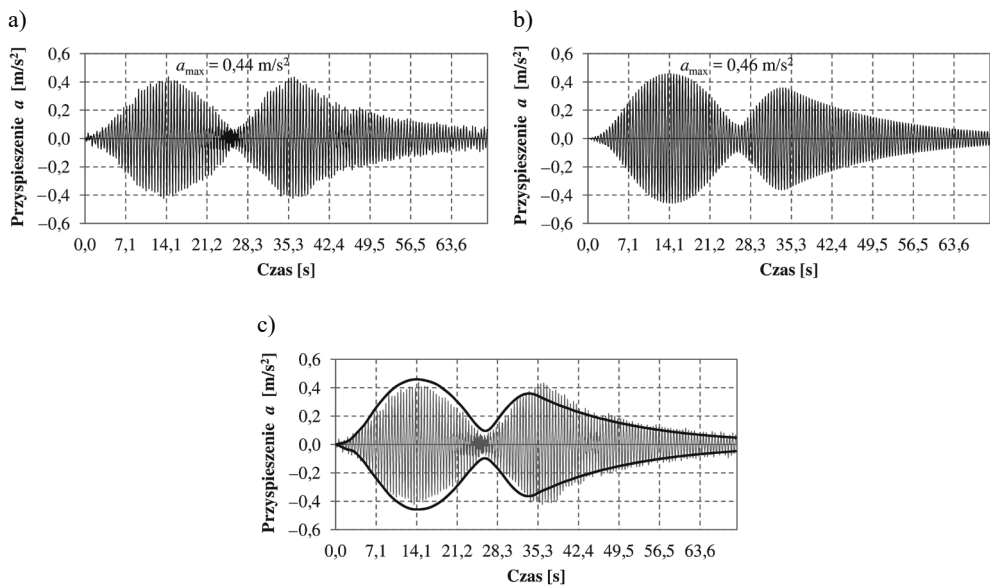 a)
Przyspieszenie a [m/s²]
0,6
0,4
0,2
0,0
−0,2
−0,4
−0,6
a_max = 0,44 m/s²
0,0 7,1 14,1 21,2 28,3 35,3 42,4 49,5 56,5 63,6
Czas [s]
b)
Przyspieszenie a [m/s²]
0,6
0,4
0,2
0,0
−0,2
−0,4
−0,6
a_max = 0,46 m/s²
0,0 7,1 14,1 21,2 28,3 35,3 42,4 49,5 56,5 63,6
Czas [s]
c)
Przyspieszenie a [m/s²]
0,6
0,4
0,2
0,0
−0,2
−0,4
−0,6
0,0 7,1 14,1 21,2 28,3 35,3 42,4 49,5 56,5 63,6
Czas [s]